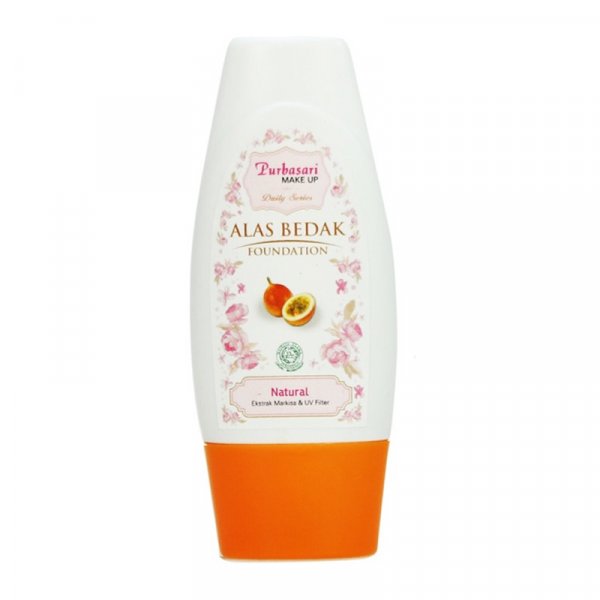 Purbasari
MAKE UP
Daily Series
ALAS BEDAK
FOUNDATION
Natural
Ekstrak Markisa & UV Filter